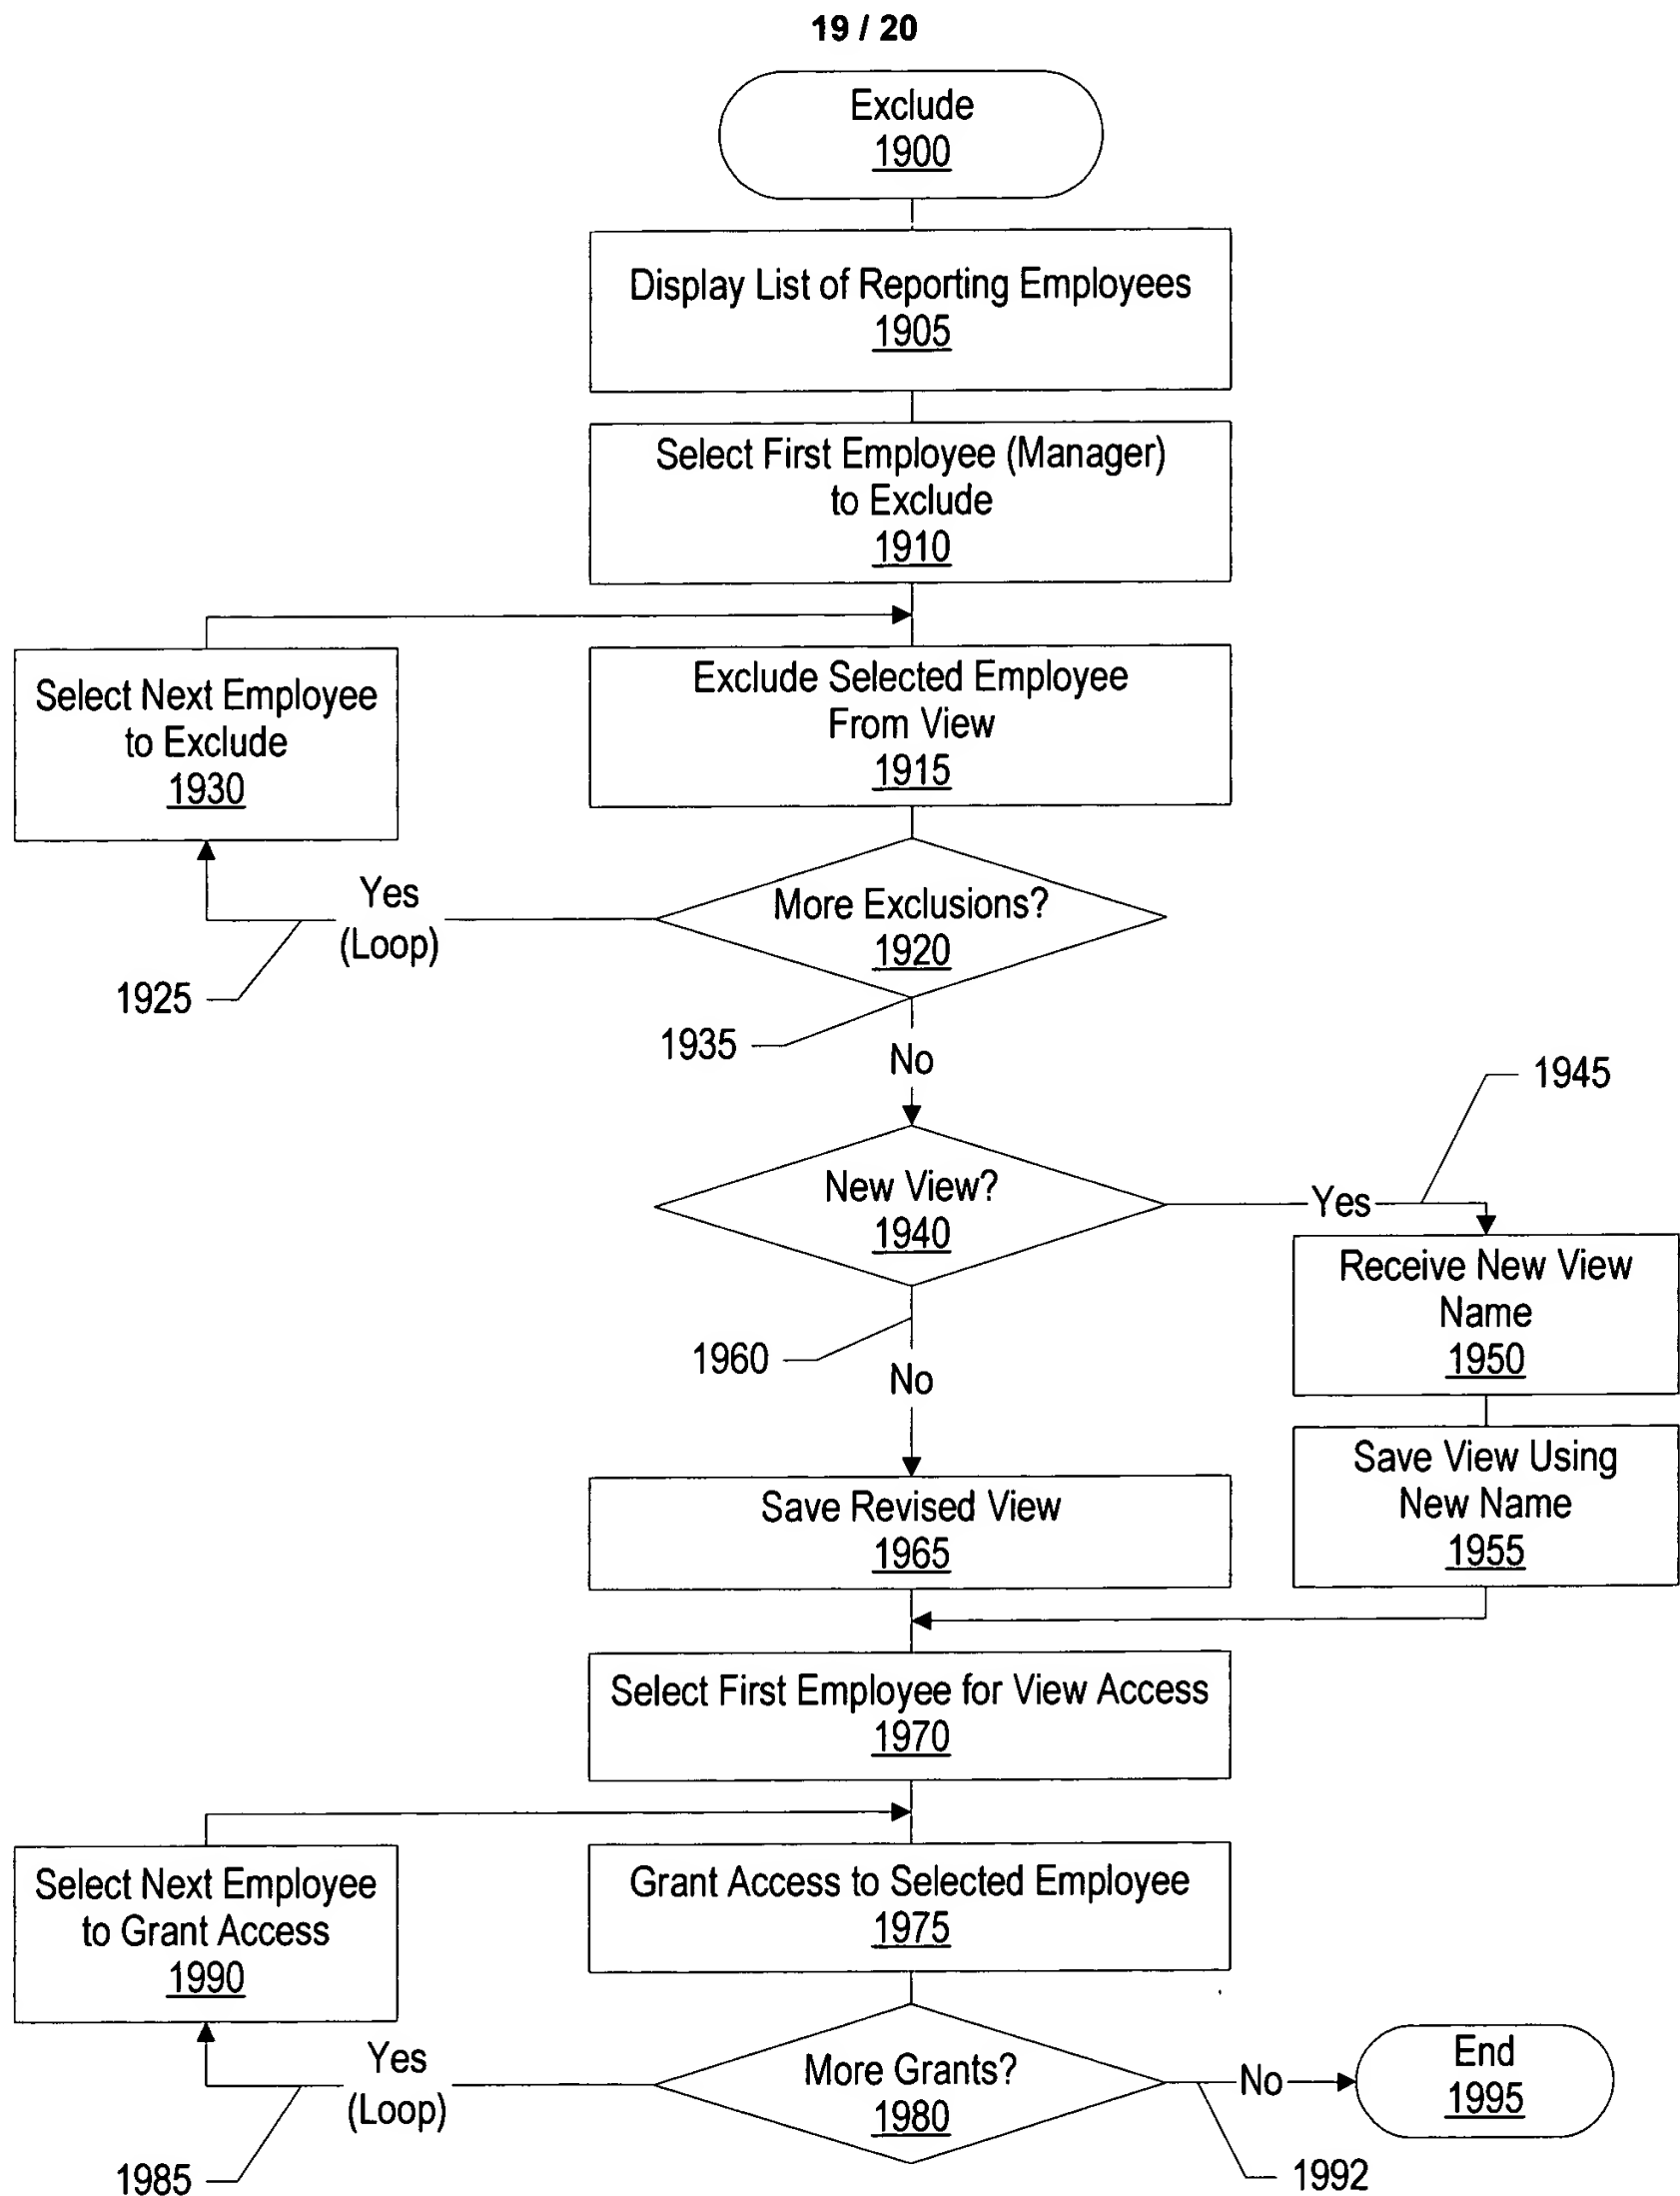 19 / 20
Exclude
1900
Display List of Reporting Employees
1905
Select First Employee (Manager)
to Exclude
1910
Select Next Employee
to Exclude
1930
Exclude Selected Employee
From View
1915
Yes
(Loop)
1925
More Exclusions?
1920
1935
No
1945
New View?
1940
Yes
Receive New View
Name
1950
1960
No
Save View Using
New Name
1955
Save Revised View
1965
Select First Employee for View Access
1970
Select Next Employee
to Grant Access
1990
Grant Access to Selected Employee
1975
Yes
(Loop)
1985
More Grants?
1980
No
1992
End
1995